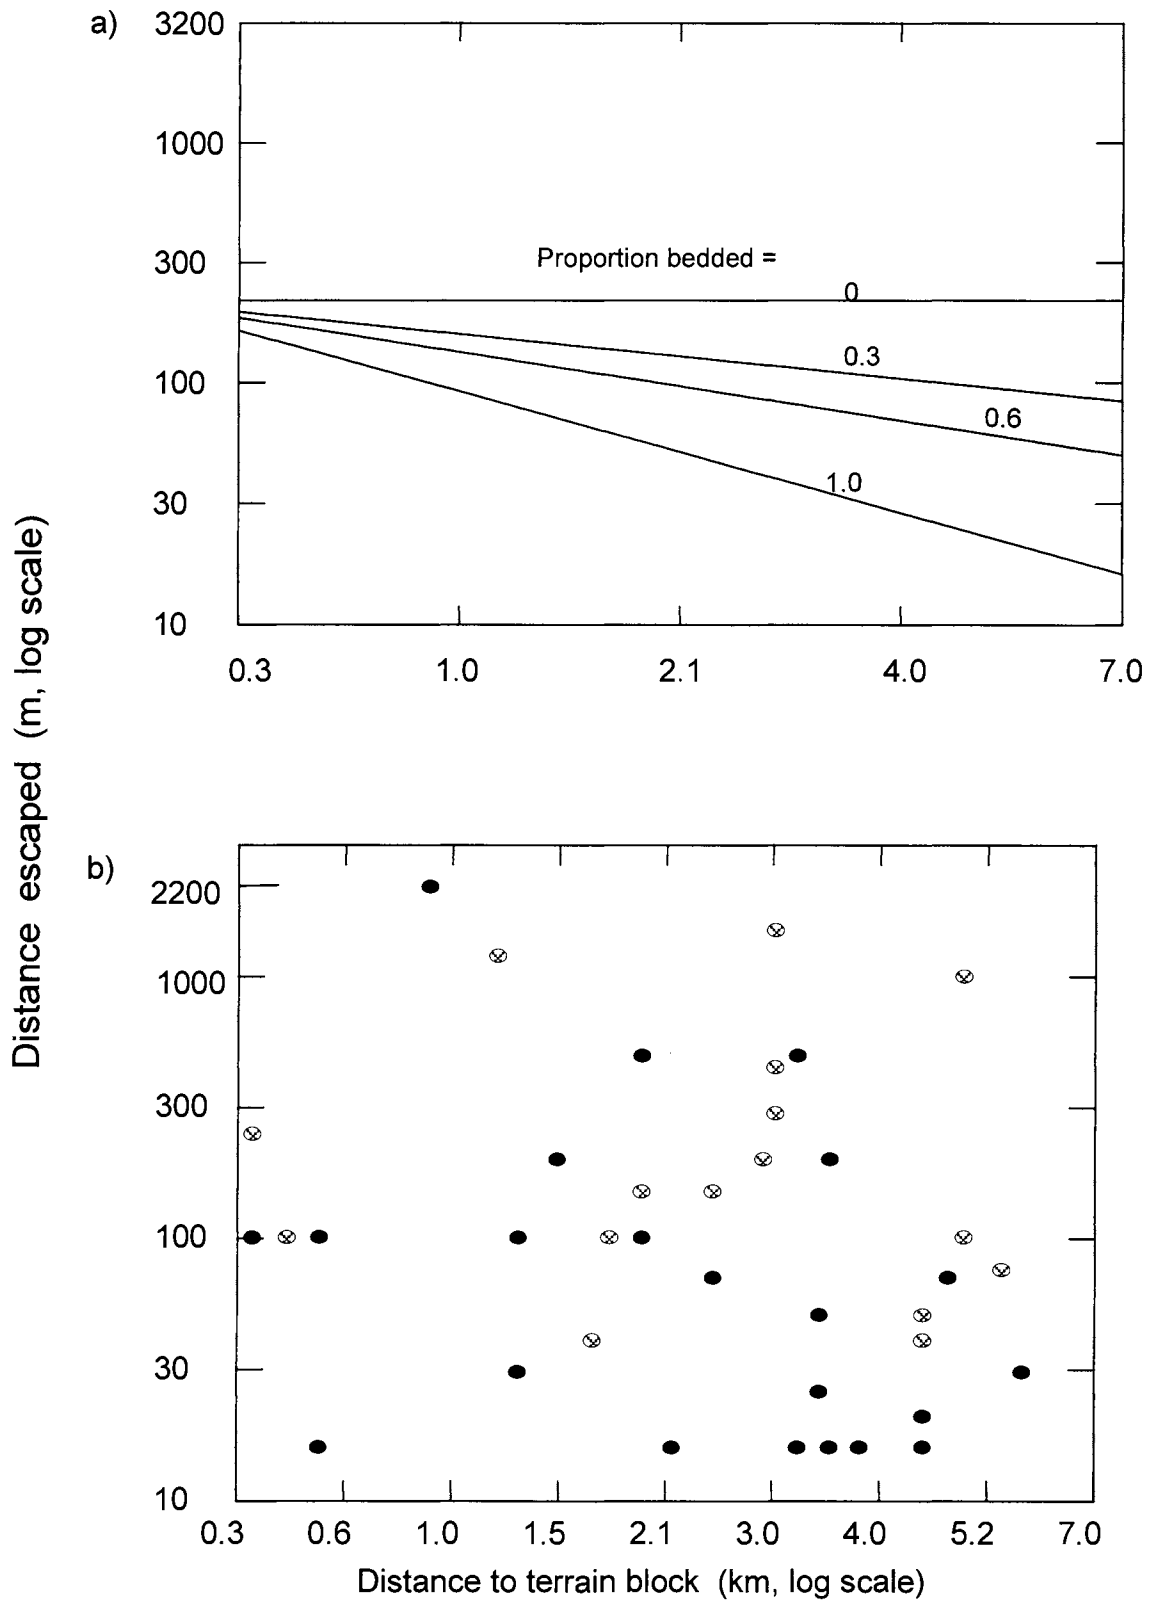 a)
3200
1000
300
100
30
10
Proportion bedded =
0
0.3
0.6
1.0
0.3 1.0 2.1 4.0 7.0
Distance escaped (m, log scale)
b)
2200
1000
300
100
30
10
0.3 0.6 1.0 1.5 2.1 3.0 4.0 5.2 7.0
Distance to terrain block (km, log scale)